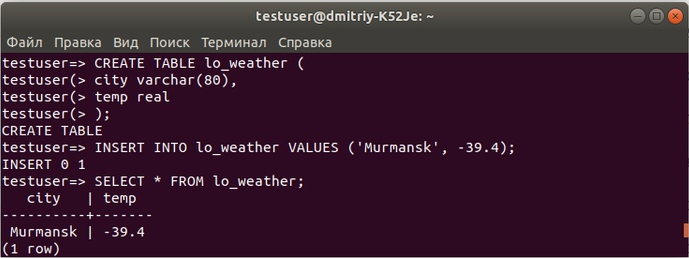 testuser@dmitriy-K52Je: ~
Файл Правка Вид Поиск Терминал Справка
testuser=> CREATE TABLE lo_weather (
testuser(> city varchar(80),
testuser(> temp real
testuser(> );
CREATE TABLE
testuser=> INSERT INTO lo_weather VALUES ('Murmansk', -39.4);
INSERT 0 1
testuser=> SELECT * FROM lo_weather;
   city   | temp
----------+-------
 Murmansk | -39.4
(1 row)